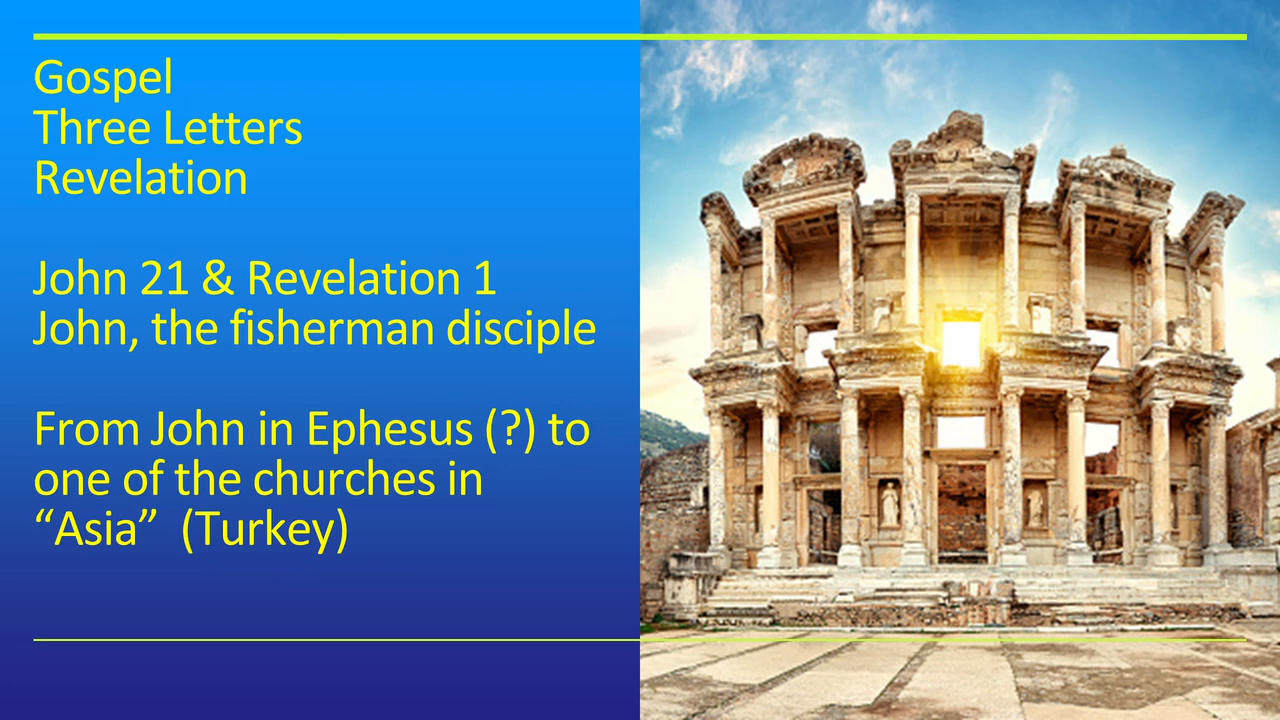 Gospel
Three Letters
Revelation
John 21 & Revelation 1
John, the fisherman disciple
From John in Ephesus (?) to
one of the churches in
“Asia”  (Turkey)